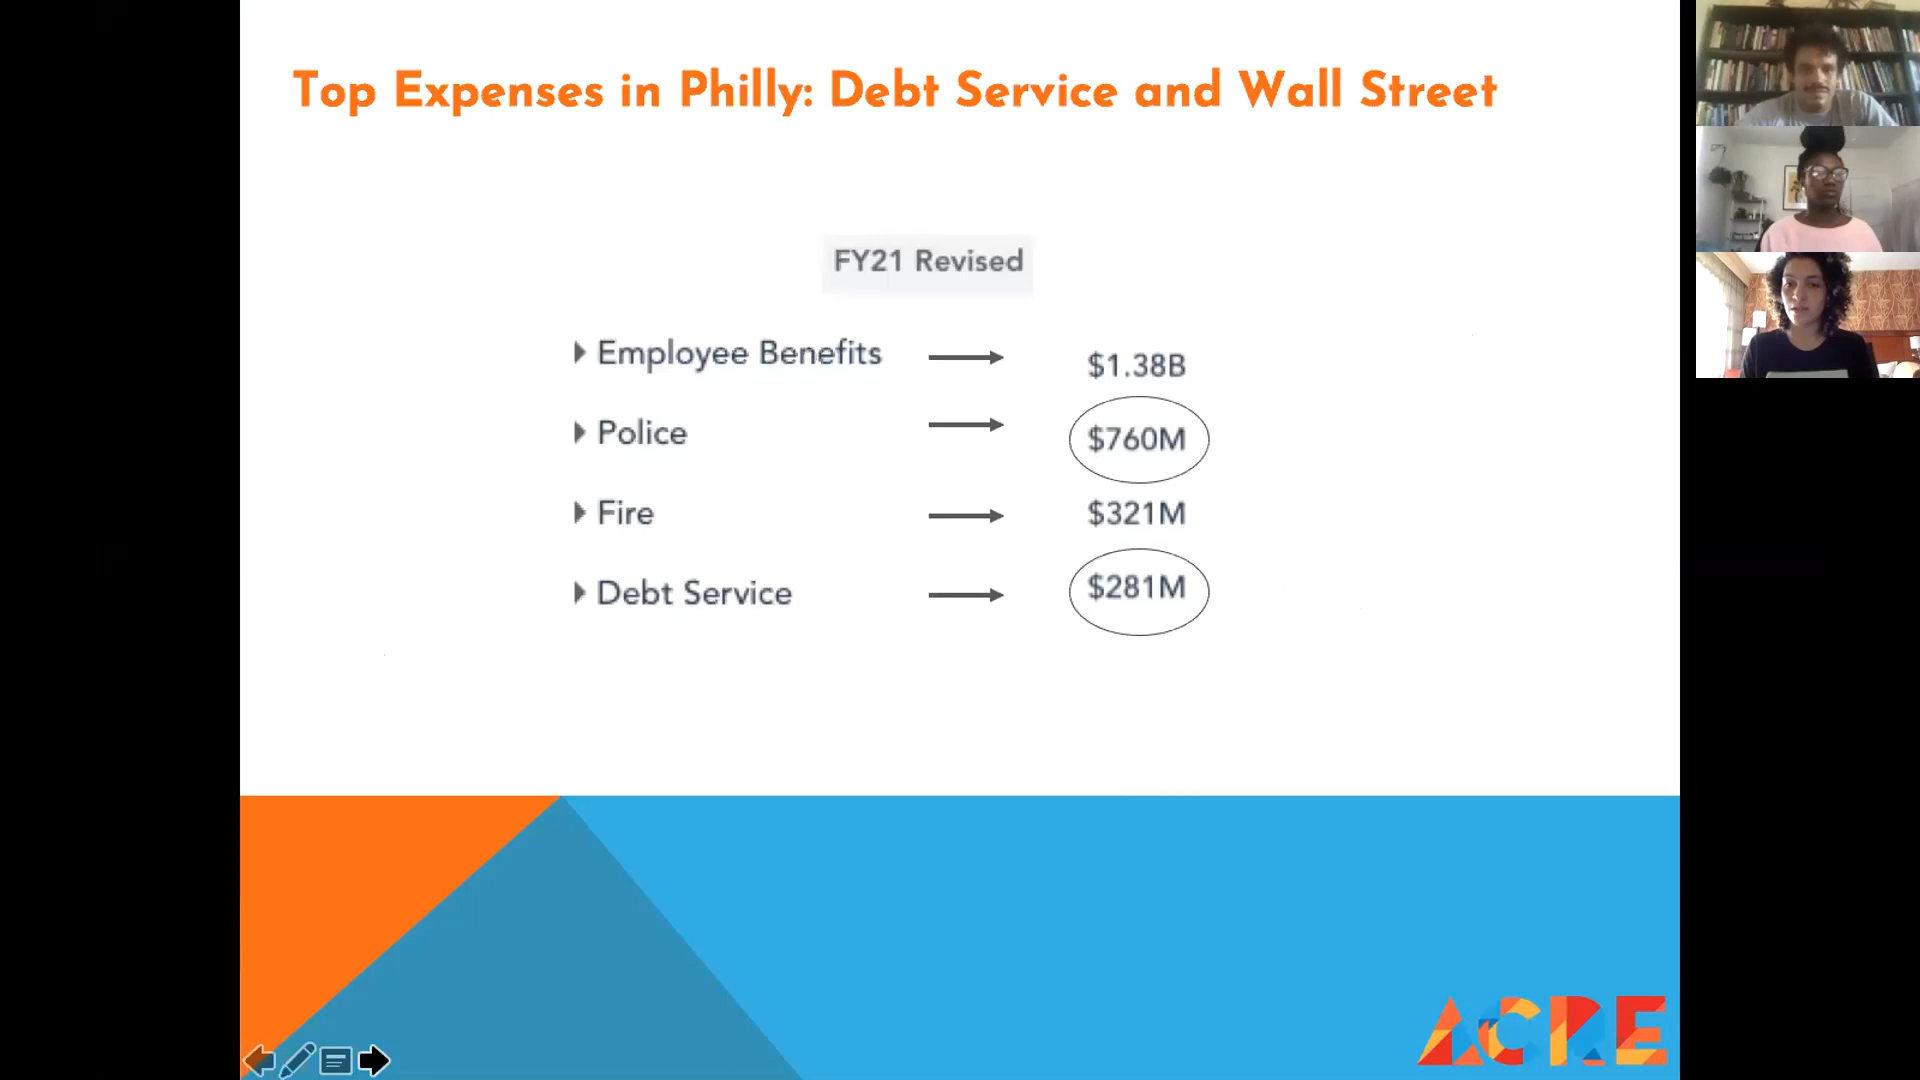 Top Expenses in Philly: Debt Service and Wall Street
FY21 Revised
Employee Benefits $1.38B
Police $760M
Fire $321M
Debt Service $281M
ACRE